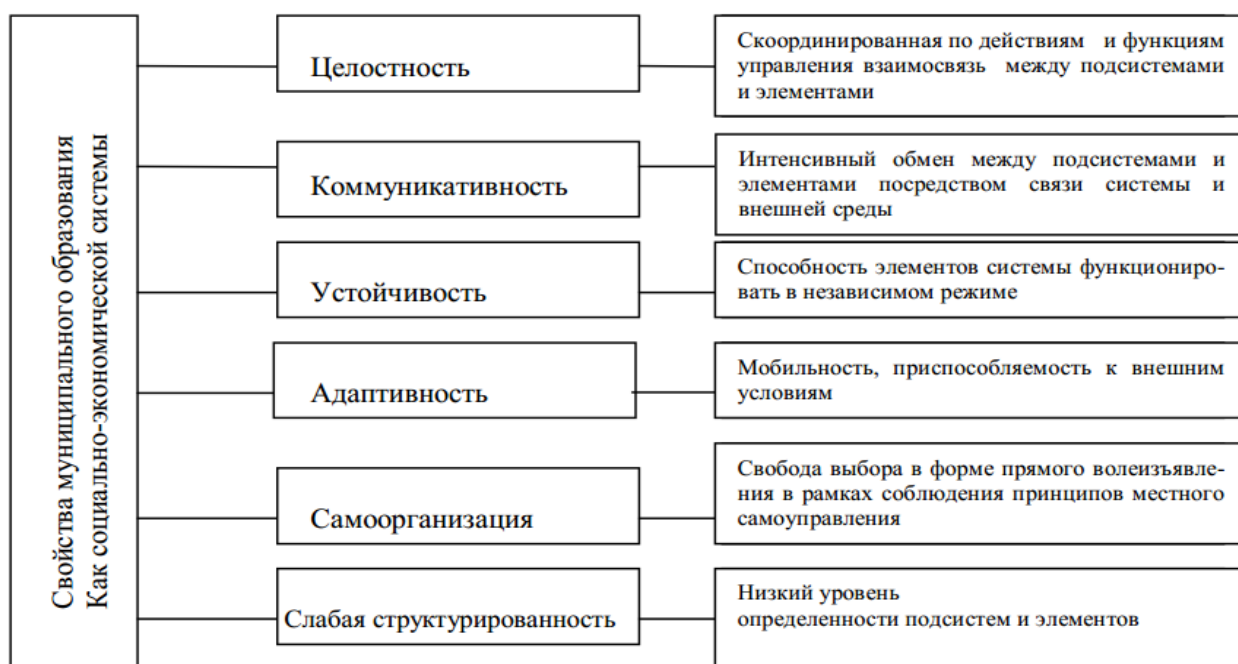 Свойства муниципального образования
Как социально-экономической системы
Целостность
Скоординированная по действиям и функциям
управления взаимосвязь между подсистемами
и элементами
Коммуникативность
Интенсивный обмен между подсистемами и
элементами посредством связи системы и
внешней среды
Устойчивость
Способность элементов системы функциониро-
вать в независимом режиме
Адаптивность
Мобильность, приспособляемость к внешним
условиям
Самоорганизация
Свобода выбора в форме прямого волеизъявле-
ния в рамках соблюдения принципов местного
самоуправления
Слабая структурированность
Низкий уровень
определенности подсистем и элементов